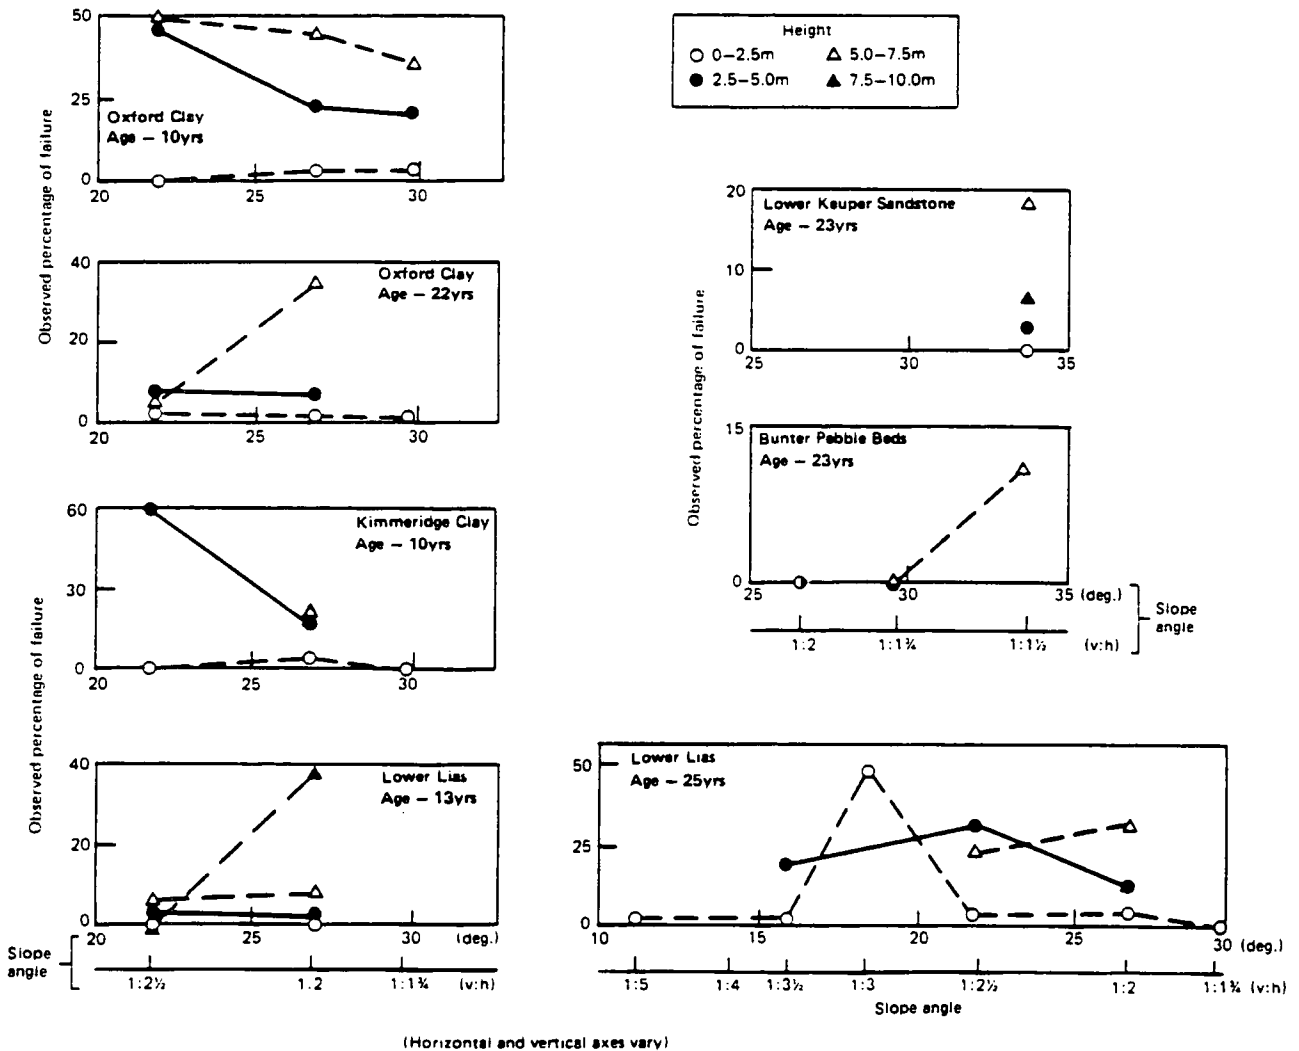 Height
0–2.5m
5.0–7.5m
2.5–5.0m
7.5–10.0m
Observed percentage of failure
50
25
0
Oxford Clay
Age – 10yrs
20
25
30
40
20
0
Oxford Clay
Age – 22yrs
20
25
30
Observed percentage of failure
60
30
0
Kimmeridge Clay
Age – 10yrs
20
25
30
40
20
0
Lower Lias
Age – 13yrs
20
25
30
(deg.)
Slope
angle
1:2½
1.2
1:1¾
(v:h)
Observed percentage of failure
20
10
0
Lower Keuper Sandstone
Age – 23yrs
25
30
35
15
0
Bunter Pebble Beds
Age – 23yrs
25
30
35
(deg.)
1:2
1:1¾
1:1½
(v:h)
Slope
angle
50
25
0
Lower Lias
Age – 25yrs
10
15
20
25
30
(deg.)
1:5
1:4
1:3½
1:3
1:2½
1:2
1:1¾
(v:h)
Slope angle
(Horizontal and vertical axes vary)